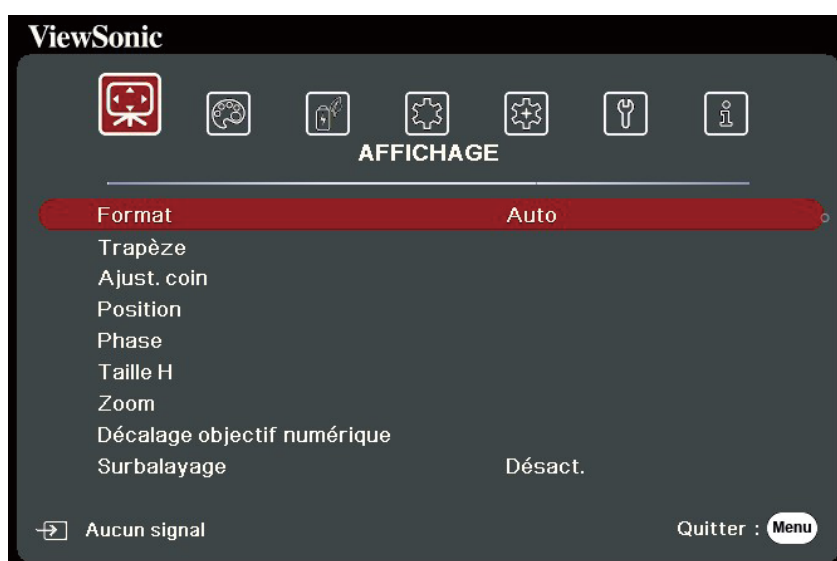 ViewSonic
AFFICHAGE
Format Auto
Trapèze
Ajust. coin
Position
Phase
Taille H
Zoom
Décalage objectif numérique
Surbalayage Désact.
Aucun signal Quitter : Menu